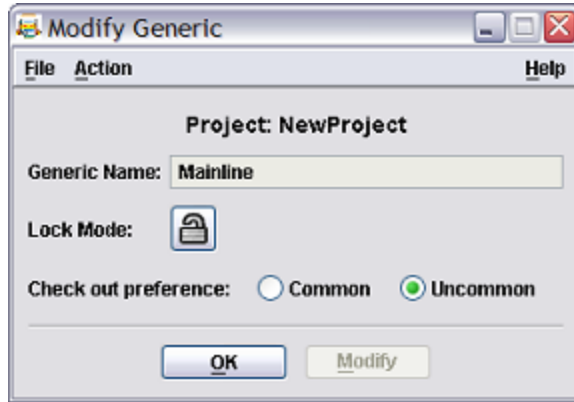 Modify Generic
File Action Help
Project: NewProject
Generic Name: Mainline
Lock Mode:
Check out preference: Common Uncommon
OK Modify